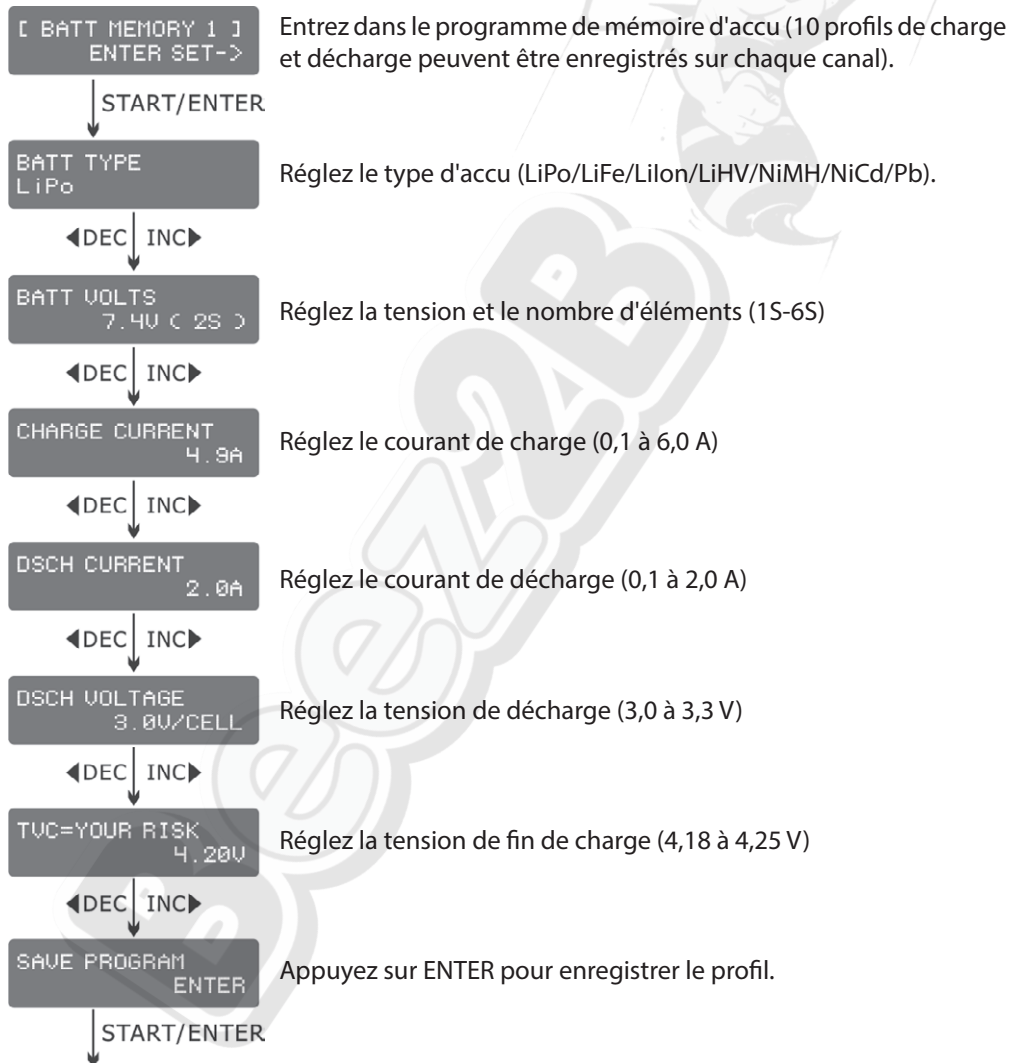 [ BATT MEMORY 1 ]
ENTER SET->
Entrez dans le programme de mémoire d'accu (10 profils de charge
et décharge peuvent être enregistrés sur chaque canal).
START/ENTER
BATT TYPE
LiPo
Réglez le type d'accu (LiPo/LiFe/LiIon/LiHV/NiMH/NiCd/Pb).
◀DEC INC▶
BATT VOLTS
7.4V ( 2S )
Réglez la tension et le nombre d'éléments (1S-6S)
◀DEC INC▶
CHARGE CURRENT
4.9A
Réglez le courant de charge (0,1 à 6,0 A)
◀DEC INC▶
DSCH CURRENT
2.0A
Réglez le courant de décharge (0,1 à 2,0 A)
◀DEC INC▶
DSCH VOLTAGE
3.0V/CELL
Réglez la tension de décharge (3,0 à 3,3 V)
◀DEC INC▶
TVC=YOUR RISK
4.20V
Réglez la tension de fin de charge (4,18 à 4,25 V)
◀DEC INC▶
SAVE PROGRAM
ENTER
Appuyez sur ENTER pour enregistrer le profil.
START/ENTER
Beez2B